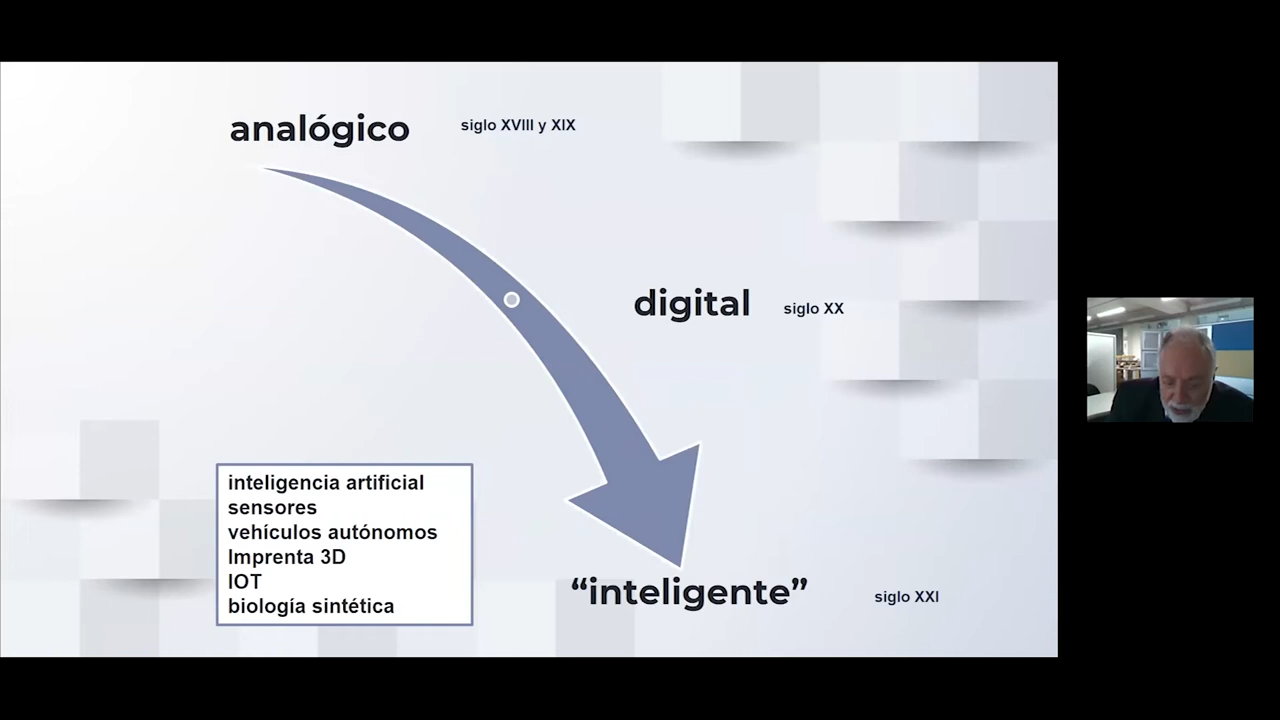 analógico siglo XVIII y XIX
digital siglo XX
inteligencia artificial
sensores
vehículos autónomos
Imprenta 3D
IOT
biología sintética
“inteligente” siglo XXI